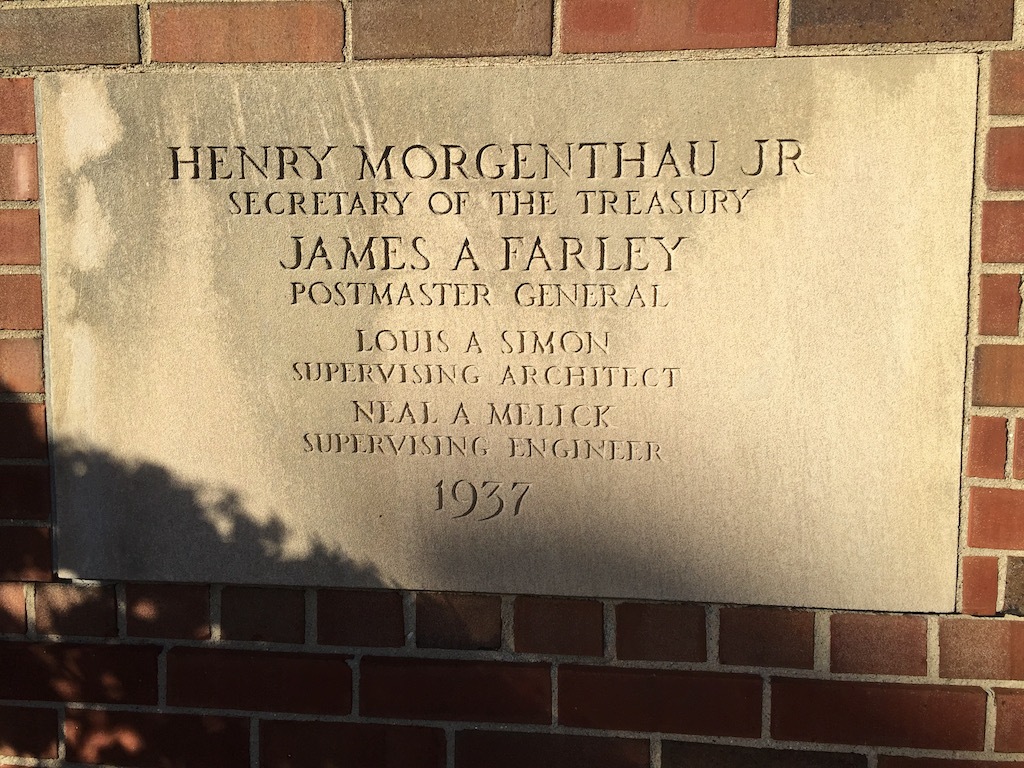 HENRY MORGENTHAU JR
SECRETARY OF THE TREASURY
JAMES A FARLEY
POSTMASTER GENERAL
LOUIS A SIMON
SUPERVISING ARCHITECT
NEAL A MELICK
SUPERVISING ENGINEER
1937